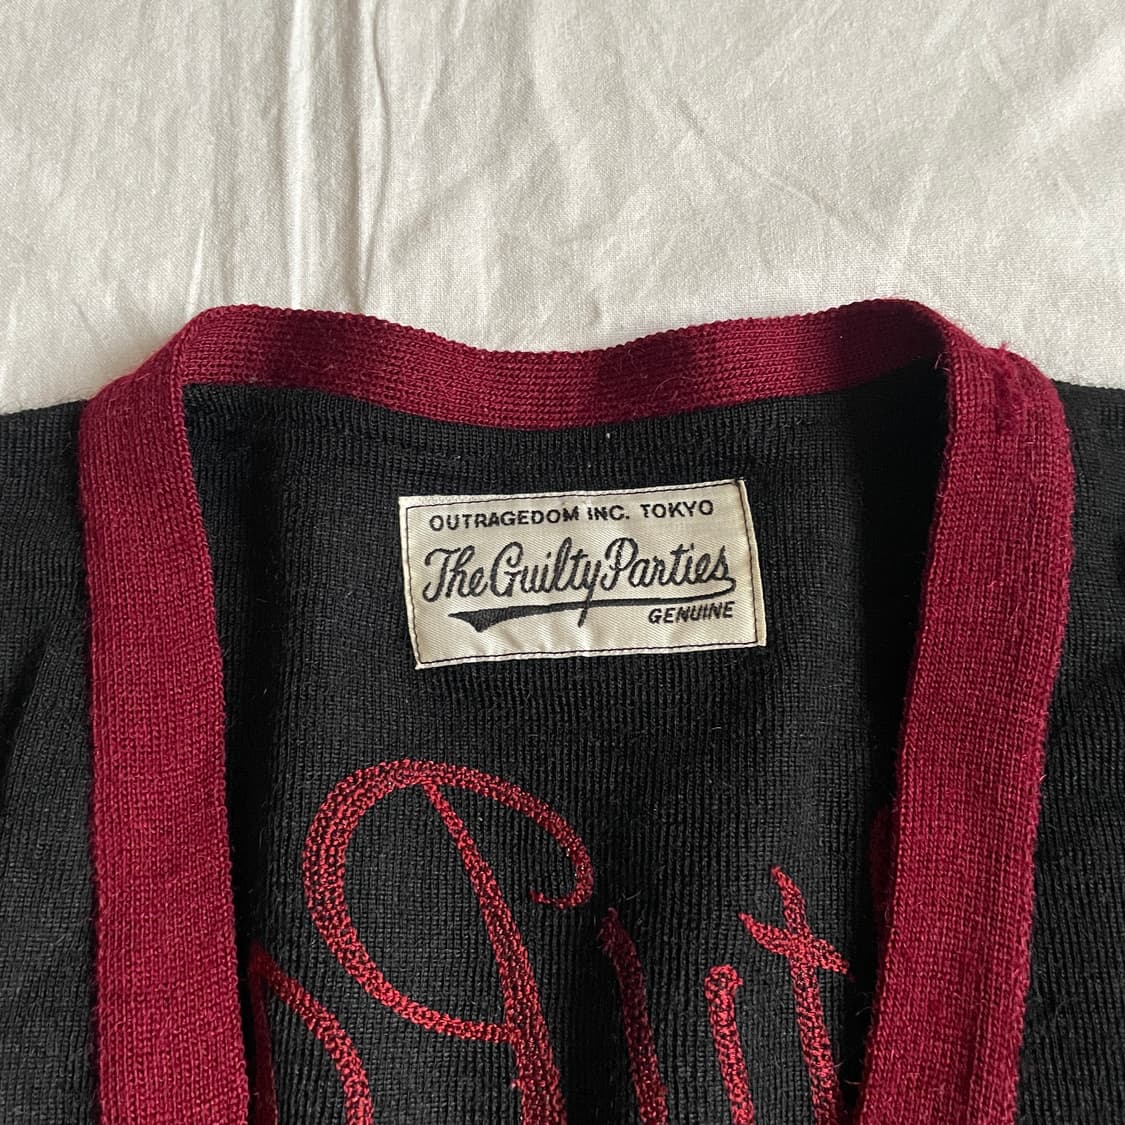 OUTRAGEDOM INC. TOKYO
The Guilty Parties
GENUINE